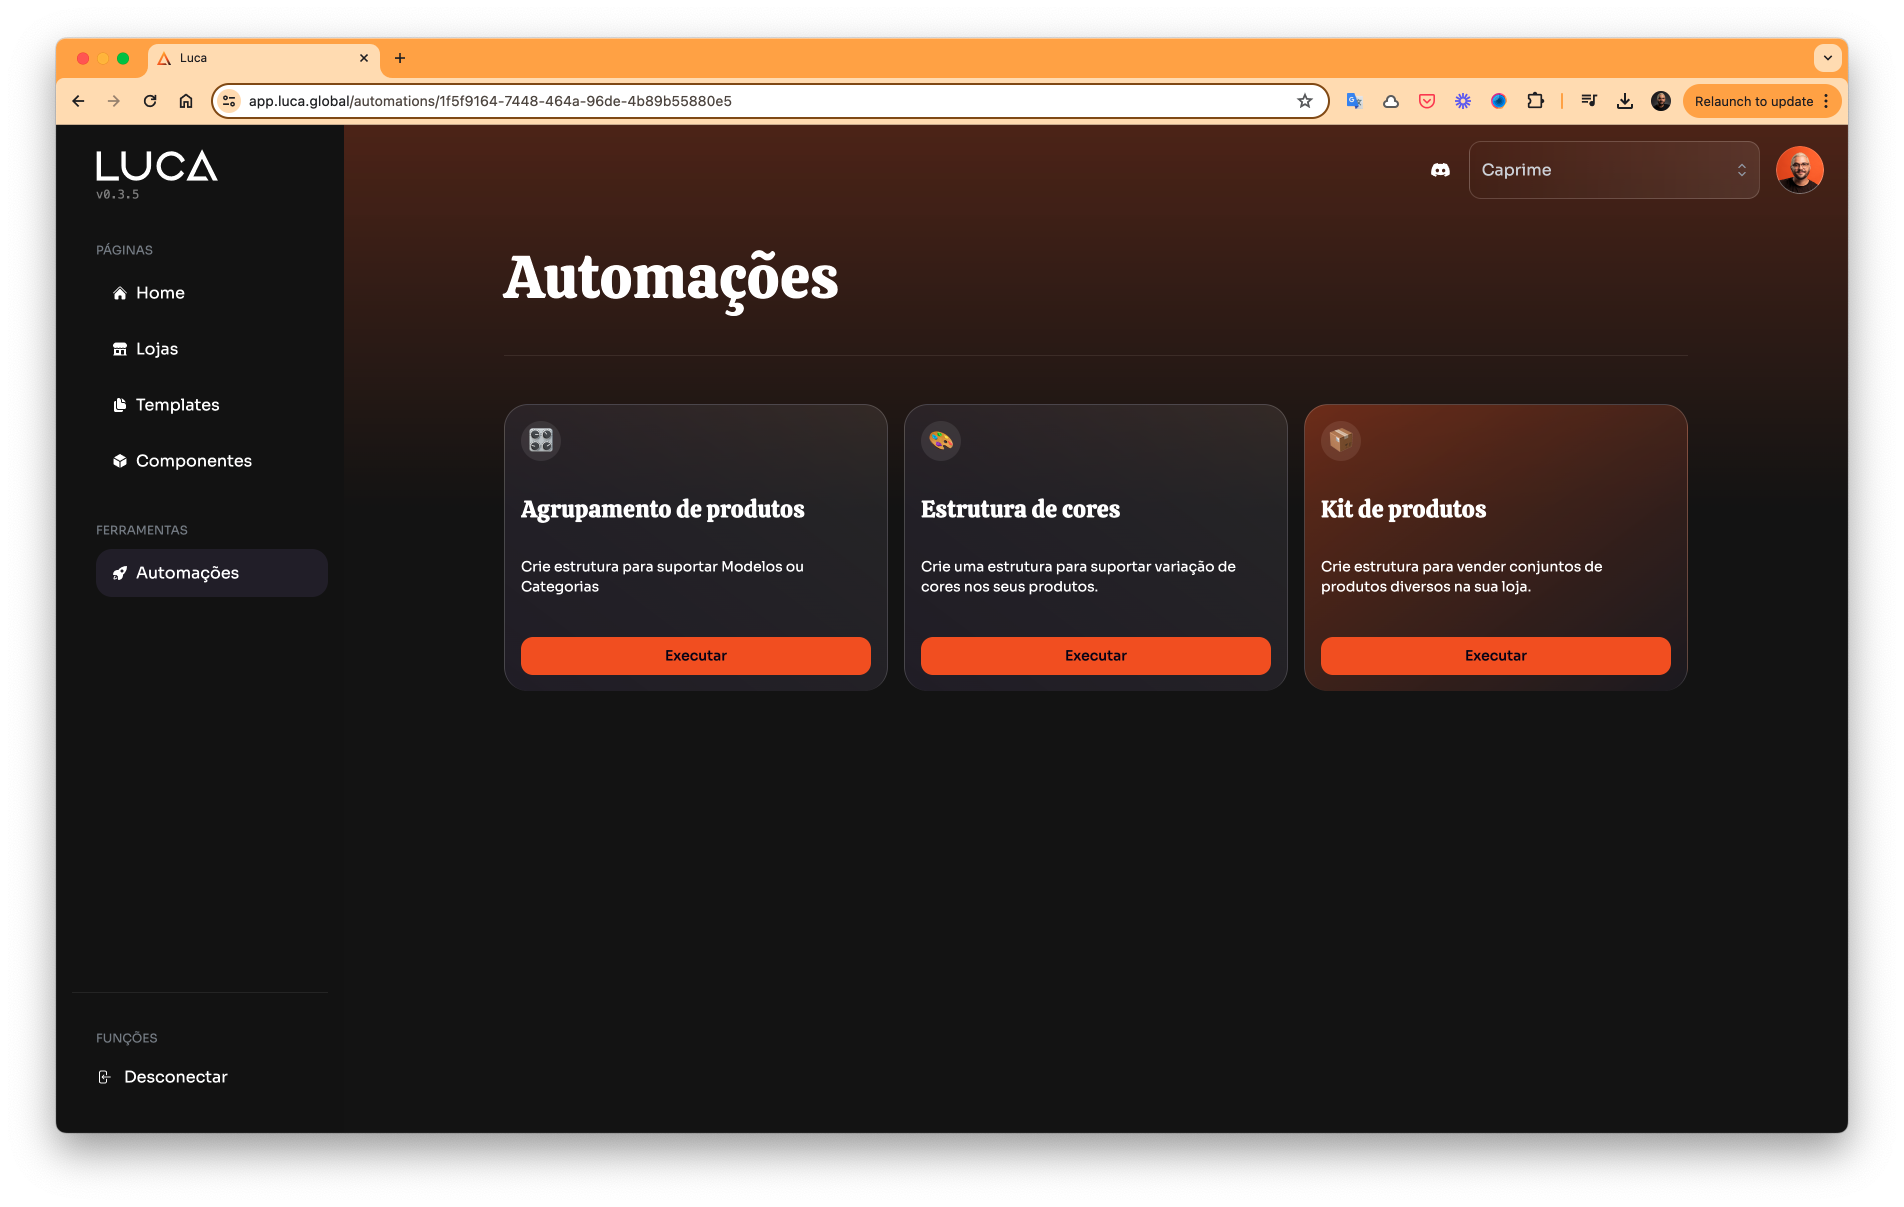 Luca
app.luca.global/automations/1f5f9164-7448-464a-96de-4b89b55880e5
Relaunch to update
LUCA
v0.3.5
Caprime
PÁGINAS
Home
Lojas
Templates
Componentes
FERRAMENTAS
Automações
FUNÇÕES
Desconectar
Automações
Agrupamento de produtos
Crie estrutura para suportar Modelos ou
Categorias
Executar
Estrutura de cores
Crie uma estrutura para suportar variação de
cores nos seus produtos.
Executar
Kit de produtos
Crie estrutura para vender conjuntos de
produtos diversos na sua loja.
Executar